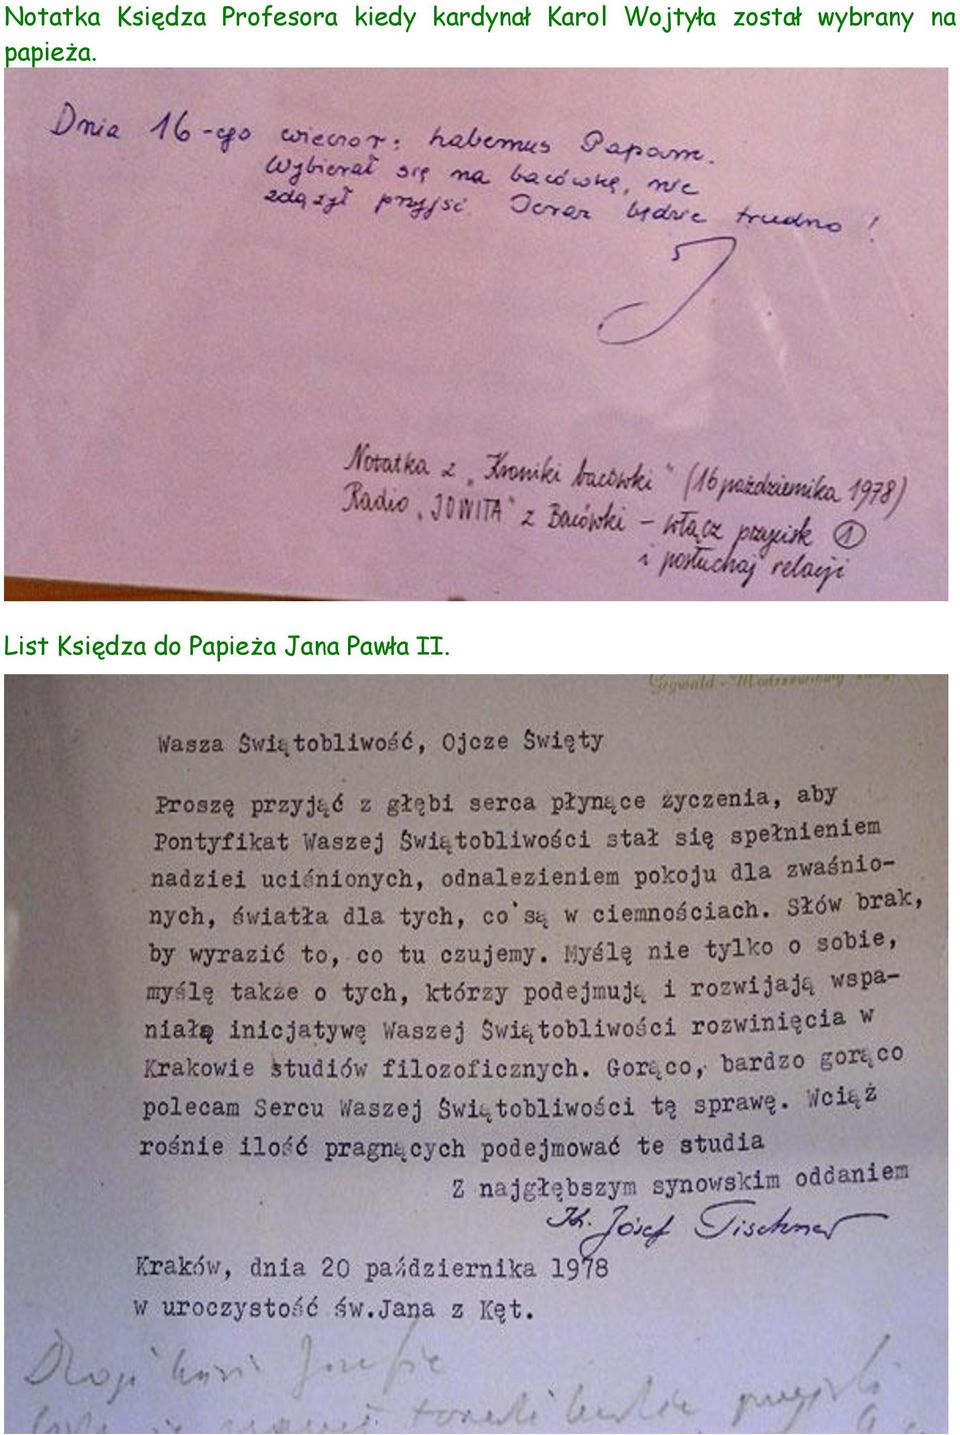 Notatka Księdza Profesora kiedy kardynał Karol Wojtyła został wybrany na
papieża.
Dnia 16-ego wieczor: habemus Papam.
Wybierał się na bacówkę, nie
zdążył przyjść. Teraz będzie trudno!
Notatka z "Kroniki bacówki" (16 października 1978)
Radio "JOWITA" z Bacówki - włącz przycisk 1
i posłuchaj relacji
List Księdza do Papieża Jana Pawła II.
Wasza Świątobliwość, Ojcze Święty
Proszę przyjąć z głębi serca płynące życzenia, aby
Pontyfikat Waszej Świątobliwości stał się spełnieniem
nadziei uciśnionych, odnalezieniem pokoju dla zwaśnio-
nych, światła dla tych, co są w ciemnościach. Słów brak,
by wyrazić to, co tu czujemy. Myślę nie tylko o sobie,
myślę także o tych, którzy podejmują i rozwijają wspa-
niałą inicjatywę Waszej Świątobliwości rozwinięcia w
Krakowie studiów filozoficznych. Gorąco, bardzo gorąco
polecam Sercu Waszej Świątobliwości tę sprawę. Wciąż
rośnie ilość pragnących podejmować te studia
Z najgłębszym synowskim oddaniem
Ks. Józef Tischner
Kraków, dnia 20 października 1978
w uroczystość św.Jana z Kęt.
Drogi Księże Józefie